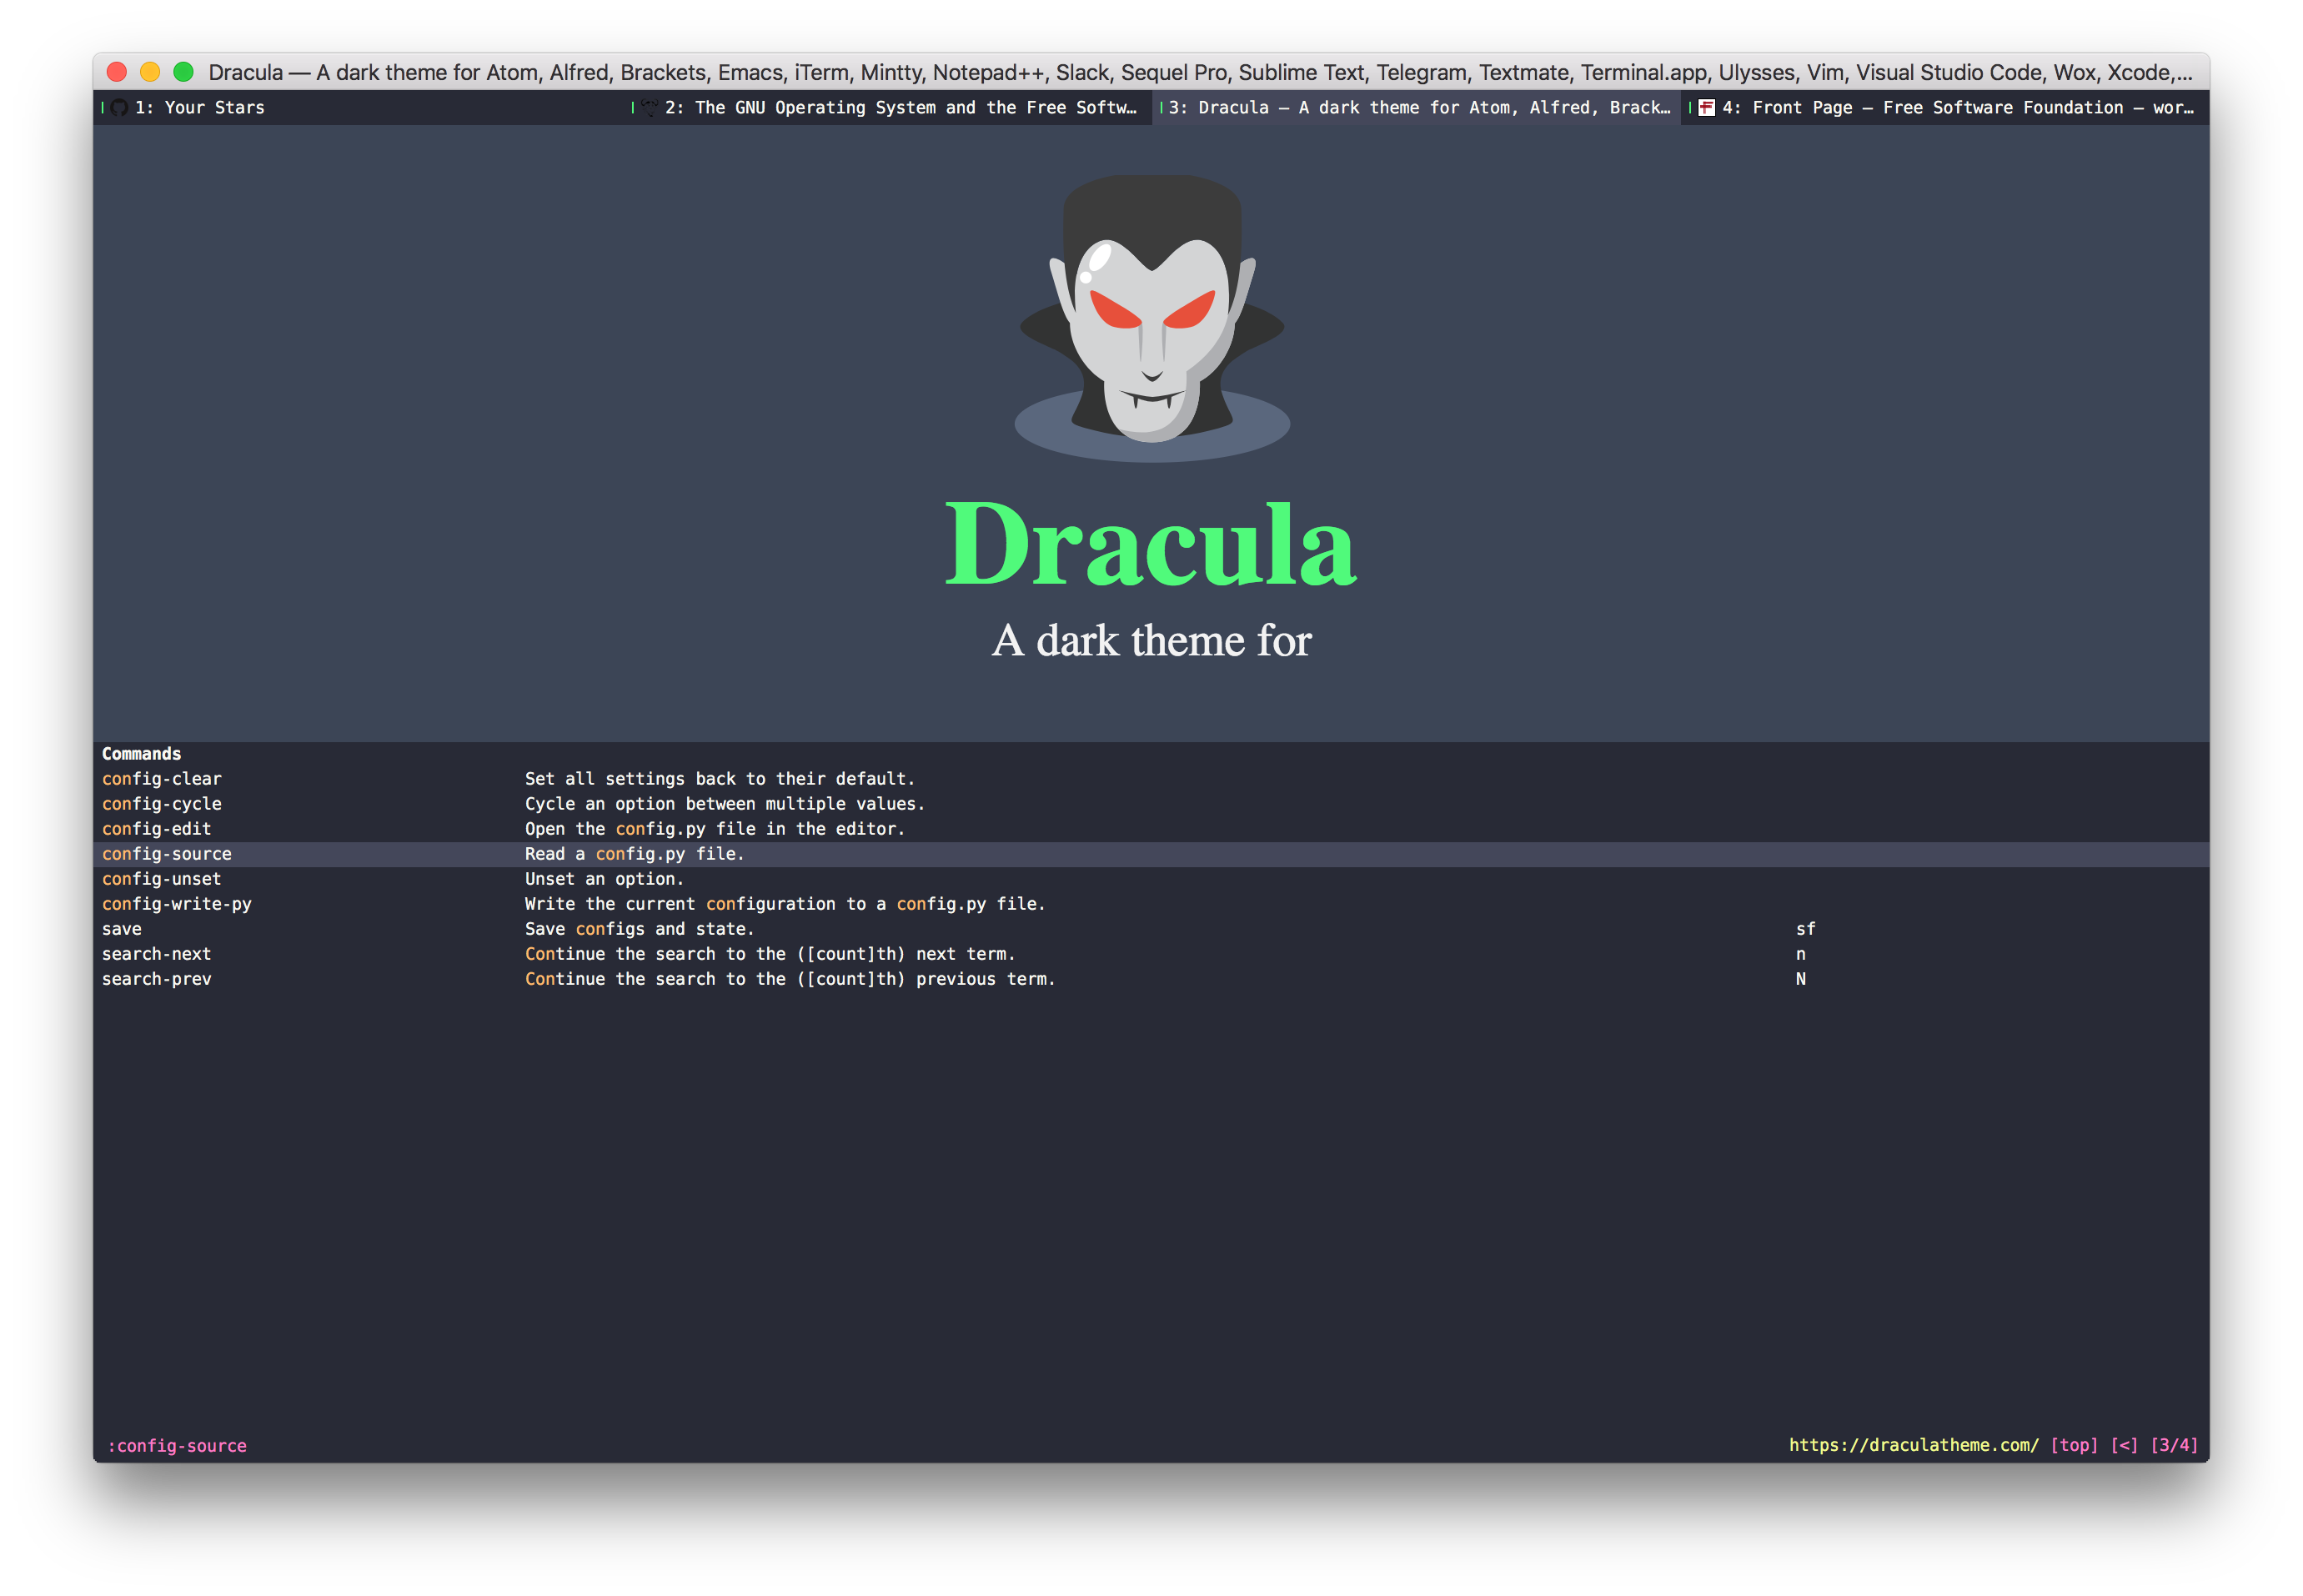 Dracula — A dark theme for Atom, Alfred, Brackets, Emacs, iTerm, Mintty, Notepad++, Slack, Sequel Pro, Sublime Text, Telegram, Textmate, Terminal.app, Ulysses, Vim, Visual Studio Code, Wox, Xcode,...
1: Your Stars
2: The GNU Operating System and the Free Softw…
3: Dracula — A dark theme for Atom, Alfred, Brack…
4: Front Page — Free Software Foundation — wor…
Dracula
A dark theme for
Commands
config-clear Set all settings back to their default.
config-cycle Cycle an option between multiple values.
config-edit Open the config.py file in the editor.
config-source Read a config.py file.
config-unset Unset an option.
config-write-py Write the current configuration to a config.py file.
save Save configs and state. sf
search-next Continue the search to the ([count]th) next term. n
search-prev Continue the search to the ([count]th) previous term. N
:config-source https://draculatheme.com/ [top] [<] [3/4]